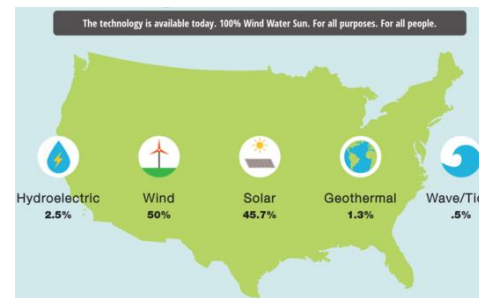 The technology is available today. 100% Wind Water Sun. For all purposes. For all people.
Hydroelectric Wind Solar Geothermal
2.5% 50% 45.7% 1.3% .5%